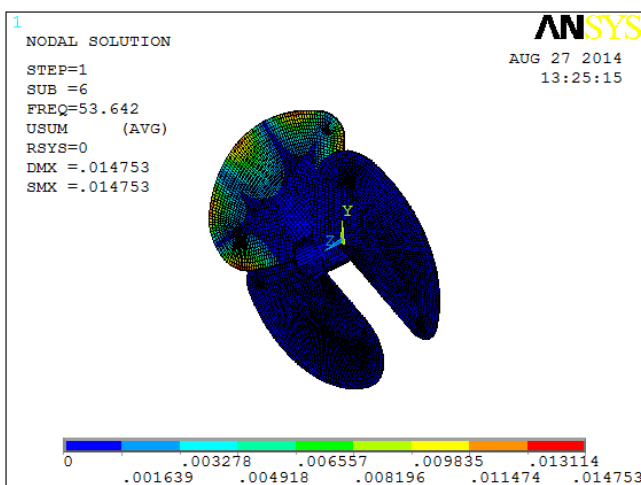 1
ANSYS
NODAL SOLUTION
AUG 27 2014
13:25:15
STEP=1
SUB =6
FREQ=53.642
USUM (AVG)
RSYS=0
DMX =.014753
SMX =.014753
Y
Z
0 .003278 .006557 .009835 .013114
.001639 .004918 .008196 .011474 .014753